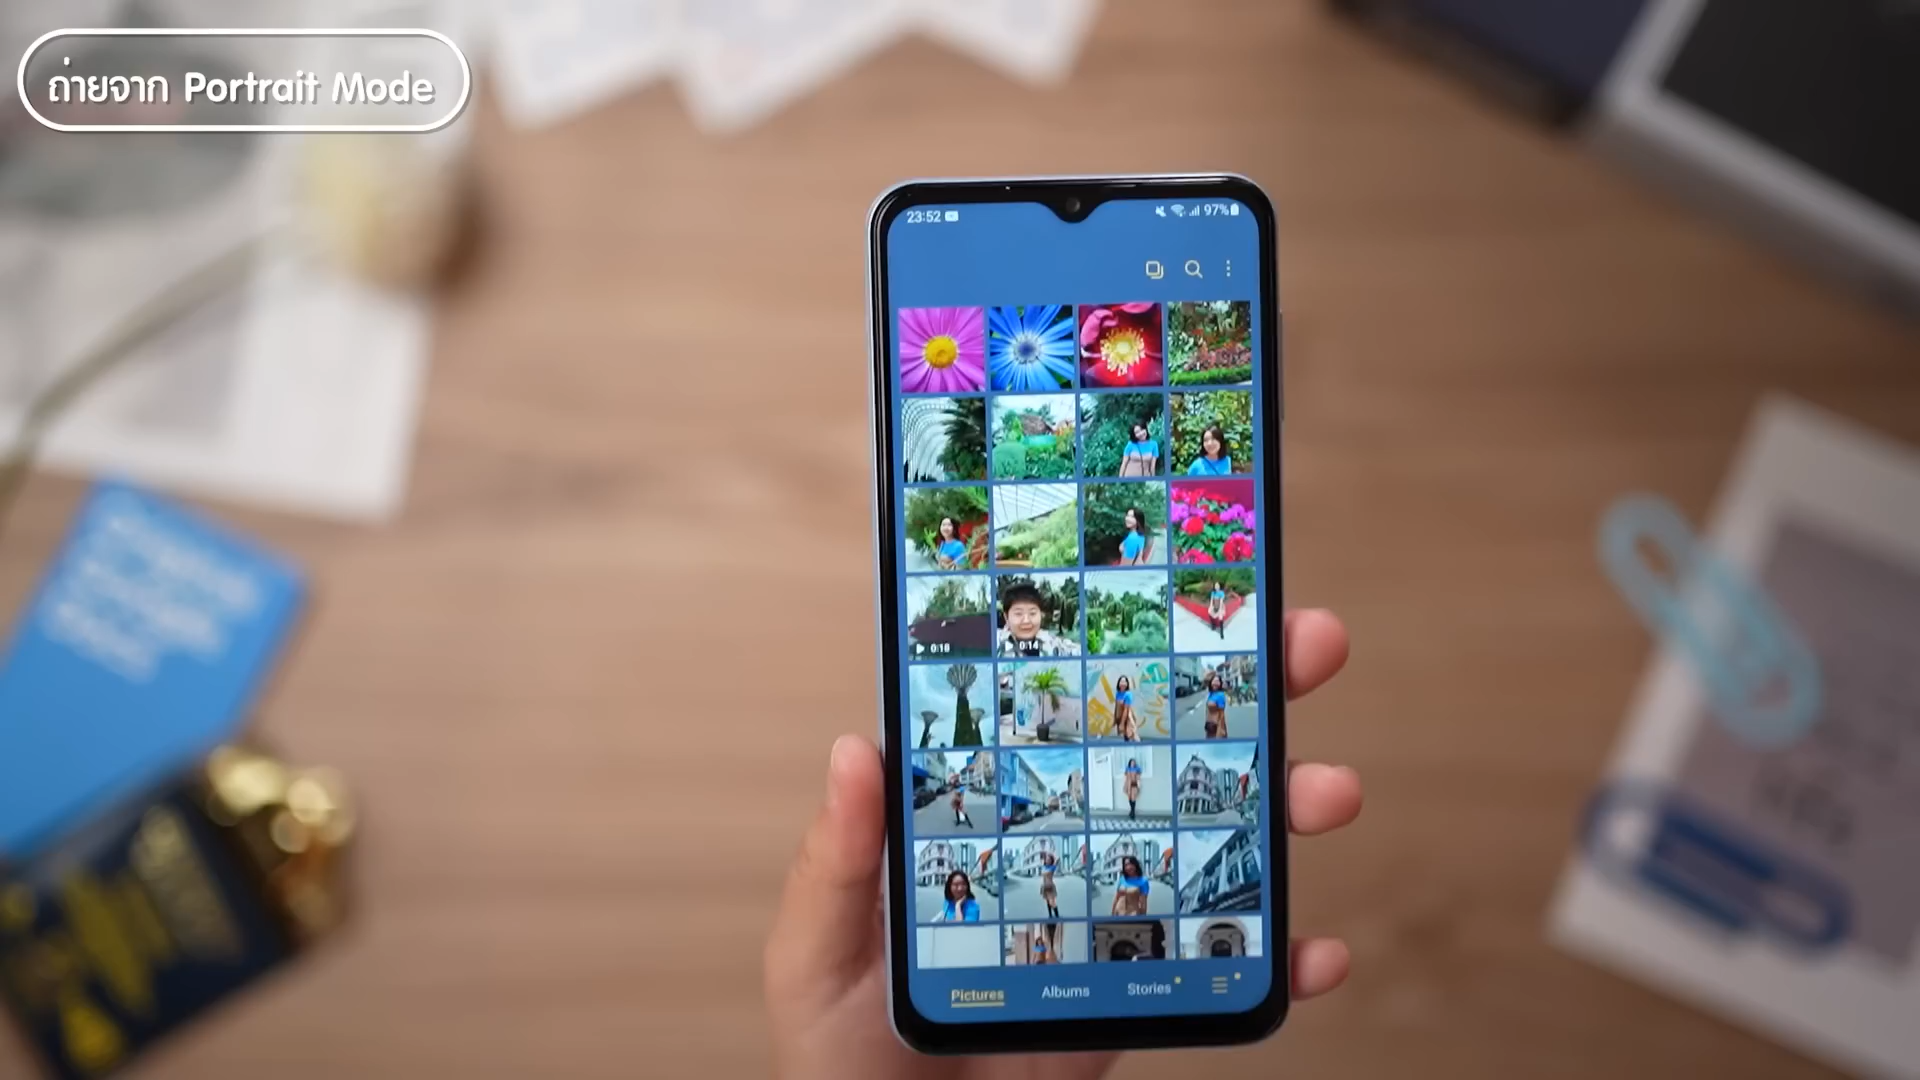 ถ่ายจาก Portrait Mode
23:52
97%
0:18
0:14
Pictures
Albums
Stories